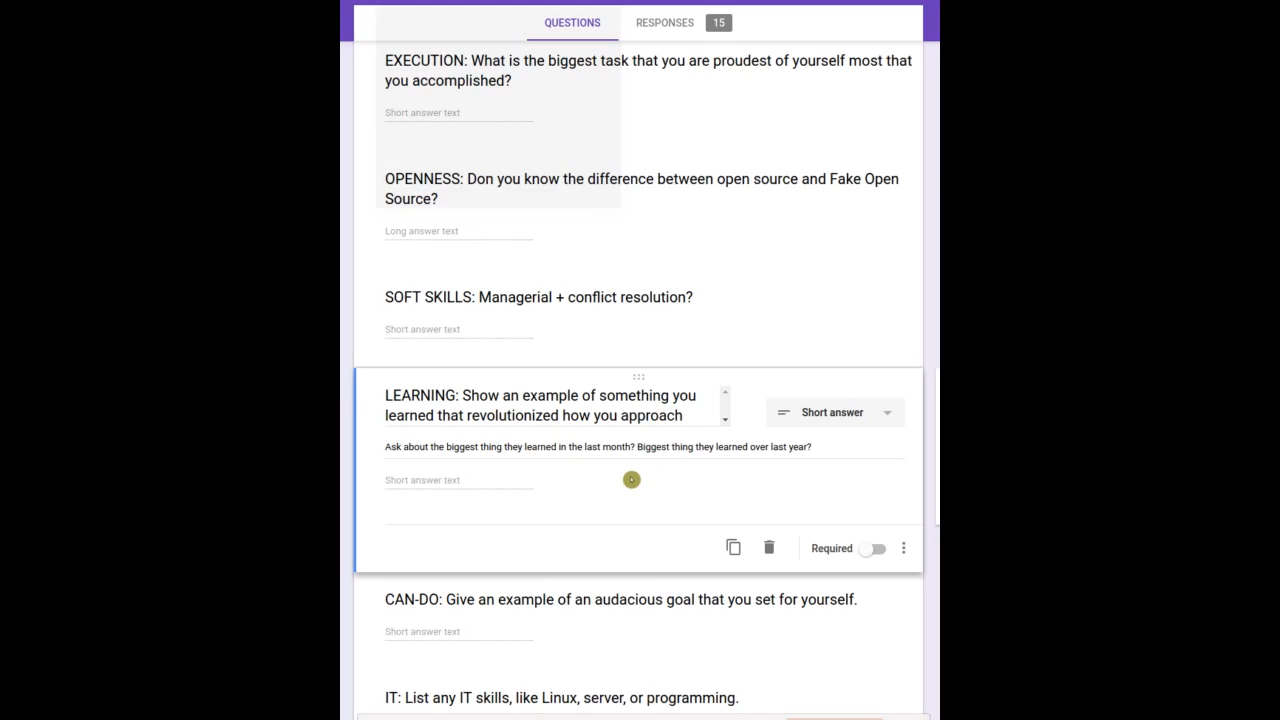 QUESTIONS RESPONSES 15
EXECUTION: What is the biggest task that you are proudest of yourself most that
you accomplished?
Short answer text
OPENNESS: Don you know the difference between open source and Fake Open
Source?
Long answer text
SOFT SKILLS: Managerial + conflict resolution?
Short answer text
LEARNING: Show an example of something you
learned that revolutionized how you approach
Short answer
Ask about the biggest thing they learned in the last month? Biggest thing they learned over last year?
Short answer text
Required
CAN-DO: Give an example of an audacious goal that you set for yourself.
Short answer text
IT: List any IT skills, like Linux, server, or programming.